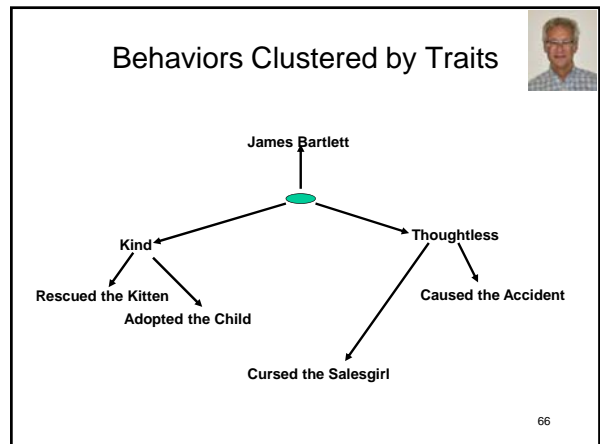 Behaviors Clustered by Traits
James Bartlett
Kind
Thoughtless
Rescued the Kitten
Caused the Accident
Adopted the Child
Cursed the Salesgirl
66